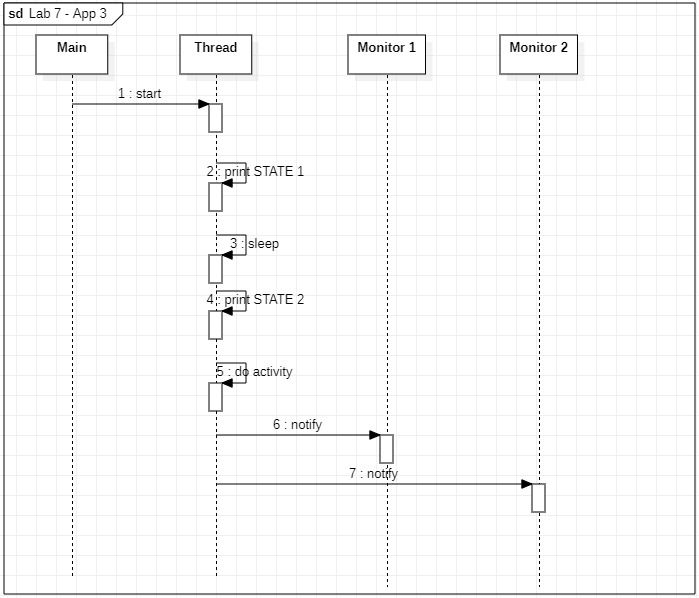 sd Lab 7 - App 3
Main
Thread
Monitor 1
Monitor 2
1 : start
2 : print STATE 1
3 : sleep
4 : print STATE 2
5 : do activity
6 : notify
7 : notify